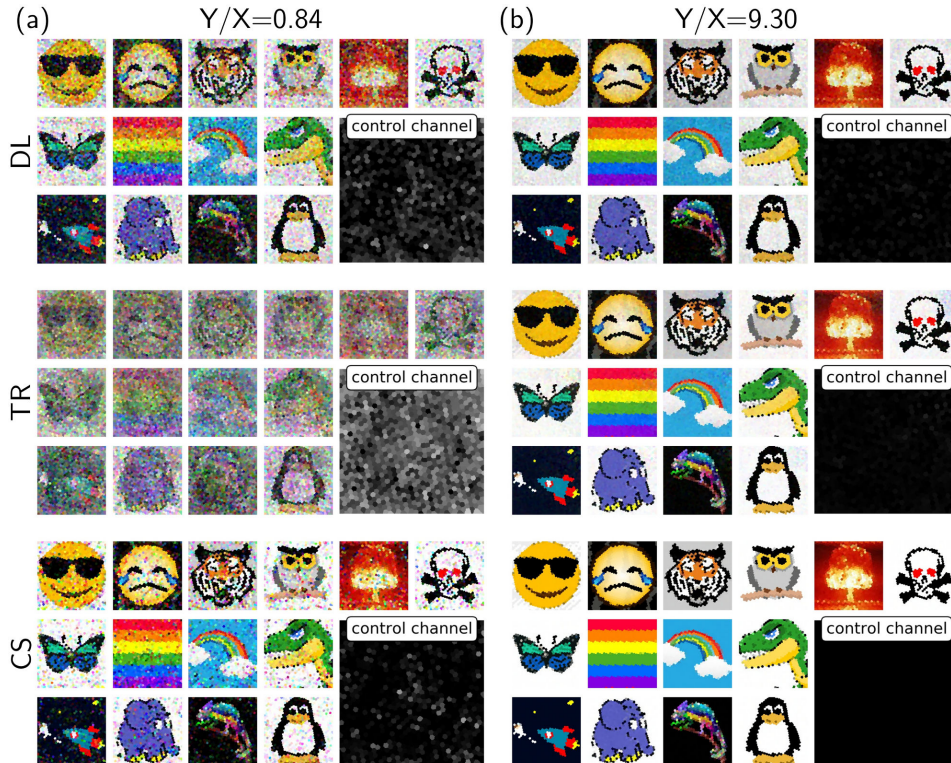 (a) Y/X=0.84
(b) Y/X=9.30
DL
control channel
control channel
TR
control channel
control channel
CS
control channel
control channel